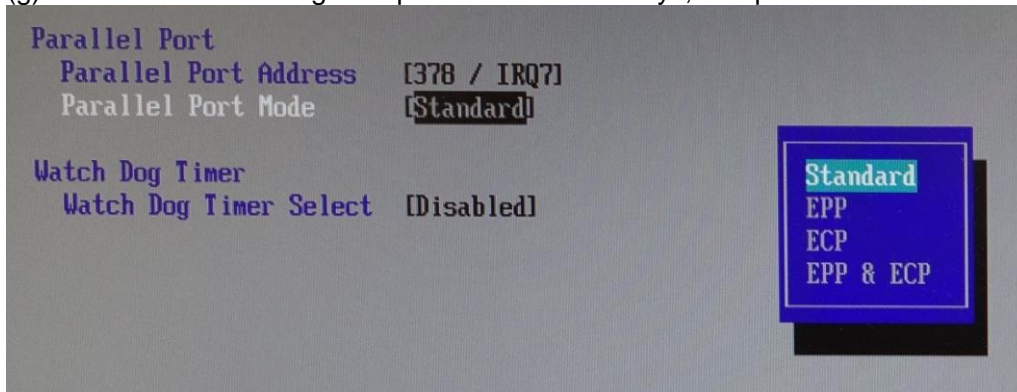 Parallel Port
Parallel Port Address [378 / IRQ7]
Parallel Port Mode [Standard]
Watch Dog Timer
Watch Dog Timer Select [Disabled]
Standard
EPP
ECP
EPP & ECP